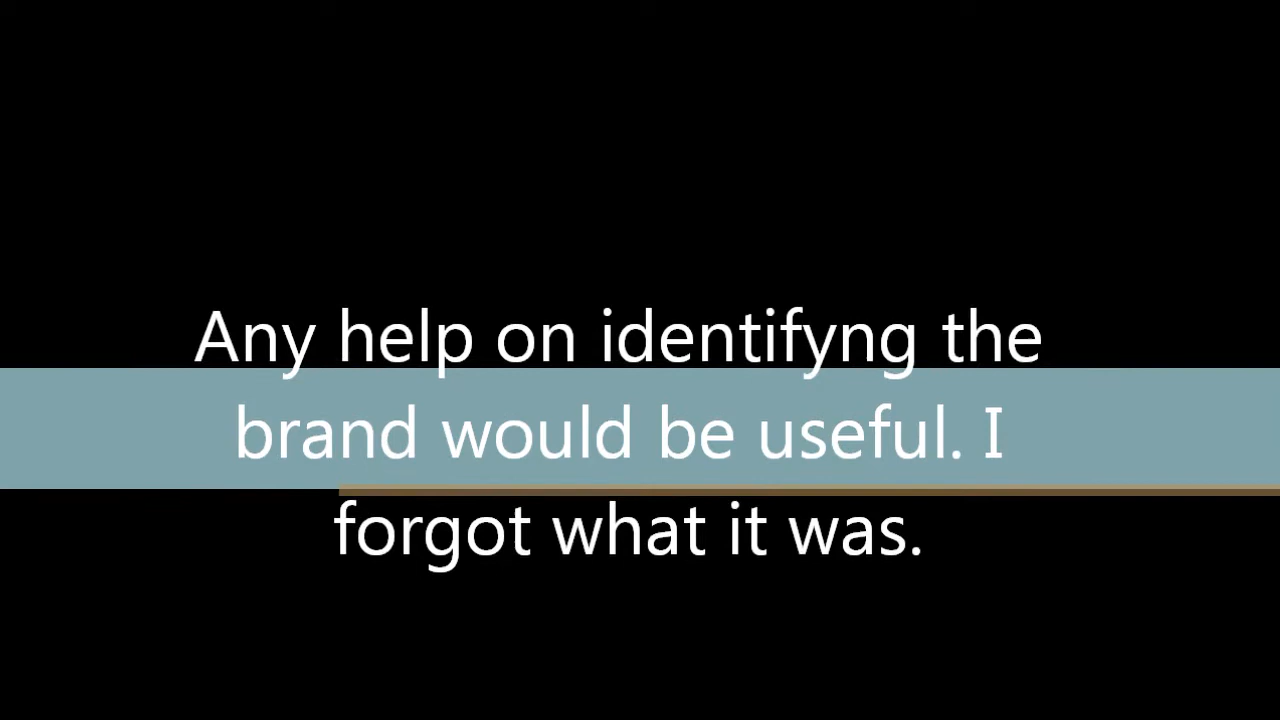 Any help on identifyng the
brand would be useful. I
forgot what it was.